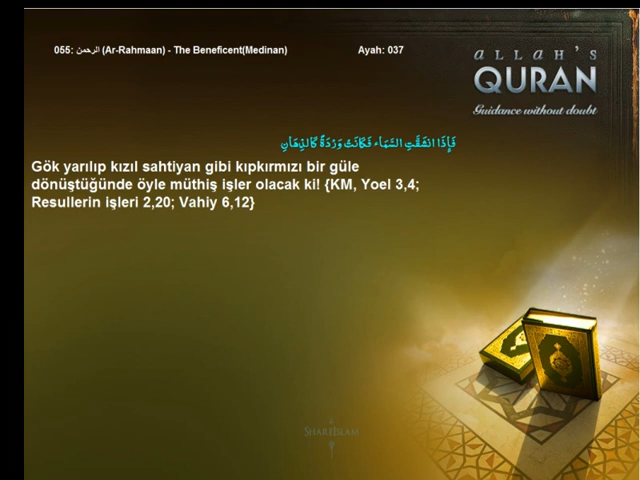 055: الرحمن (Ar-Rahmaan) - The Beneficent(Medinan) Ayah: 037
ALLAH'S
QURAN
Guidance without doubt
فَإِذَا انشَقَّتِ السَّمَاء فَكَانَتْ وَرْدَةً كَالدِّهَانِ
Gök yarılıp kızıl sahtiyan gibi kıpkırmızı bir güle
dönüştüğünde öyle müthiş işler olacak ki! {KM, Yoel 3,4;
Resullerin işleri 2,20; Vahiy 6,12}
SHAREISLAM